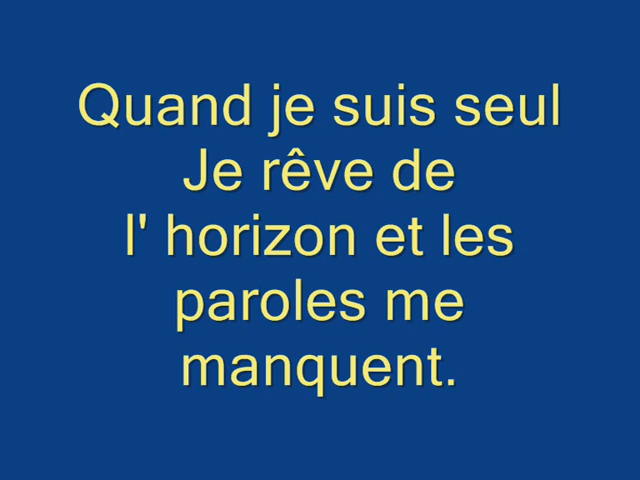 Quand je suis seul
Je rêve de
l' horizon et les
paroles me
manquent.